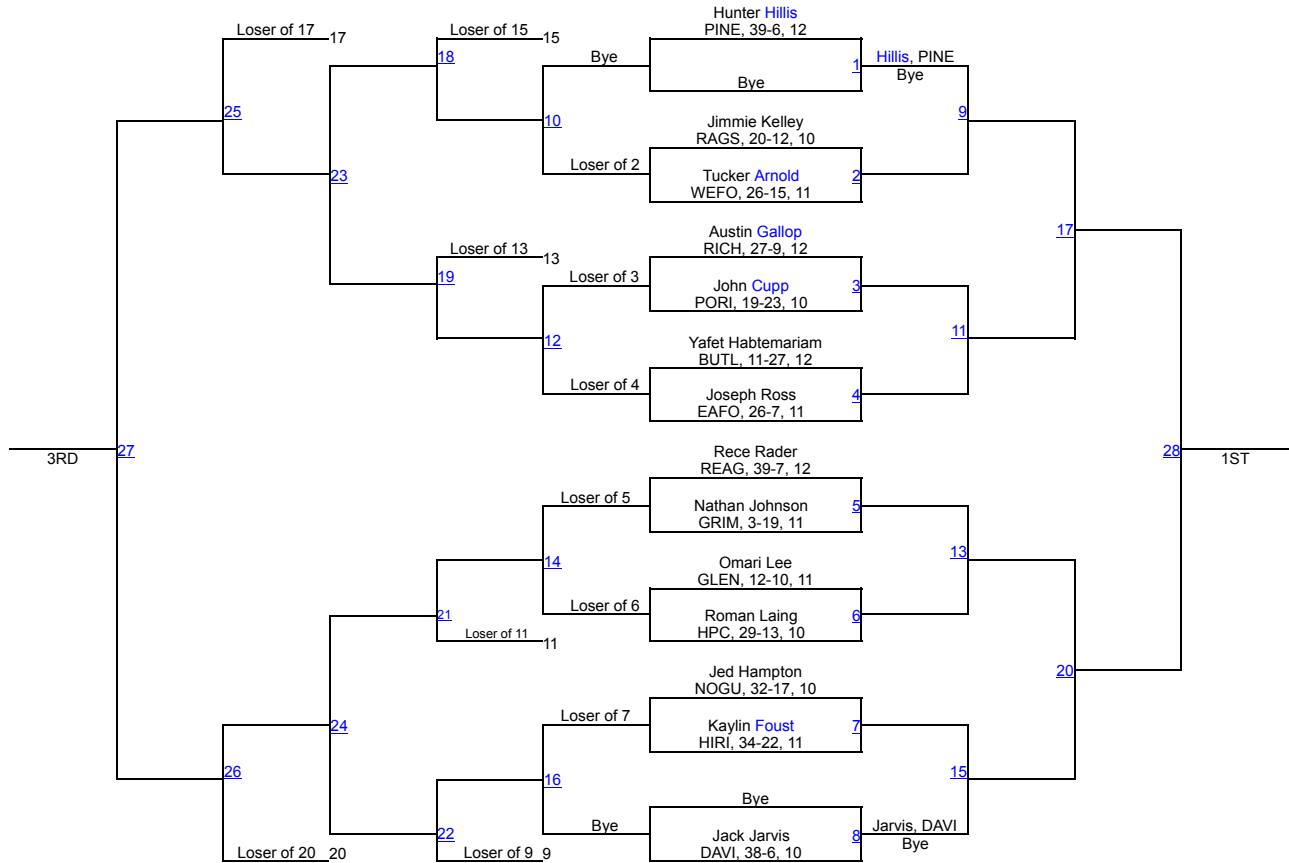 Hunter Hillis
PINE, 39-6, 12
Loser of 17 17
Loser of 15 15
18
Bye
1
Hillis, PINE
Bye
Bye
25
10
9
Jimmie Kelley
RAGS, 20-12, 10
Loser of 2
23
Tucker Arnold
WEFO, 26-15, 11
2
Austin Gallop
RICH, 27-9, 12
17
Loser of 13 13
19
Loser of 3
John Cupp
PORI, 19-23, 10
3
12
11
Yafet Habtemariam
BUTL, 11-27, 12
Loser of 4
Joseph Ross
EAFO, 26-7, 11
4
3RD
27
28
1ST
Rece Rader
REAG, 39-7, 12
Loser of 5
Nathan Johnson
GRIM, 3-19, 11
5
14
13
Omari Lee
GLEN, 12-10, 11
Loser of 6
21
Roman Laing
HPC, 29-13, 10
6
Loser of 11 11
Jed Hampton
NOGU, 32-17, 10
20
Loser of 7
24
Kaylin Foust
HIRI, 34-22, 11
7
26
16
15
Bye
Bye
22
Jack Jarvis
DAVI, 38-6, 10
8
Jarvis, DAVI
Bye
Loser of 20 20
Loser of 9 9